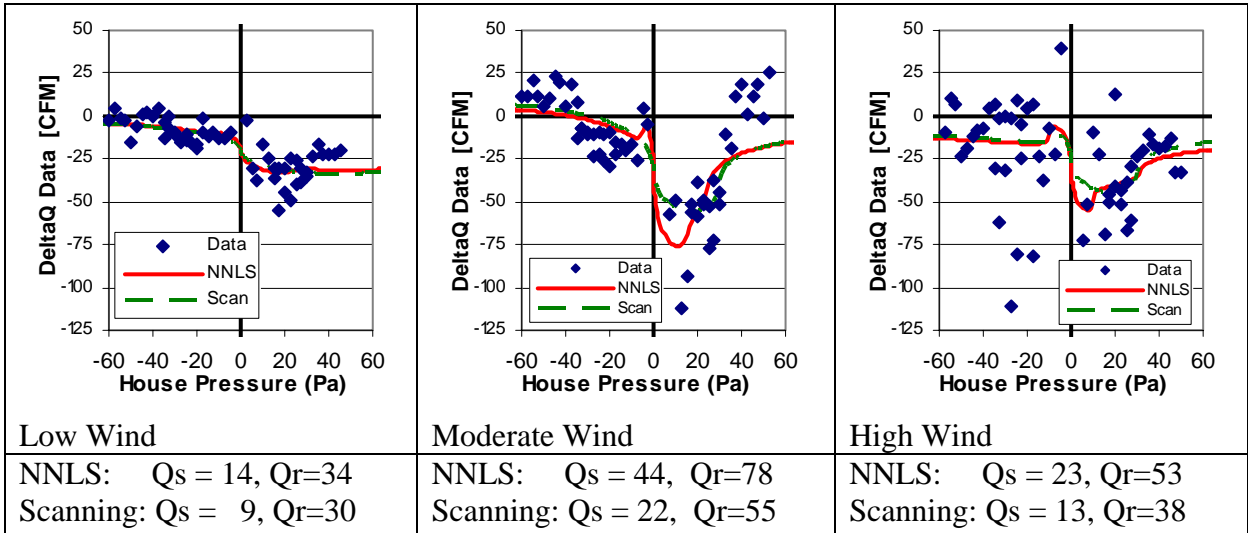 50
25
0
-25
-50
-75
-100
-125
DeltaQ Data [CFM]
Data
NNLS
Scan
-60 -40 -20 0 20 40 60
House Pressure (Pa)
Low Wind
NNLS: Qs = 14, Qr=34
Scanning: Qs = 9, Qr=30
50
25
0
-25
-50
-75
-100
-125
DeltaQ Data [CFM]
Data
NNLS
Scan
-60 -40 -20 0 20 40 60
House Pressure (Pa)
Moderate Wind
NNLS: Qs = 44, Qr=78
Scanning: Qs = 22, Qr=55
50
25
0
-25
-50
-75
-100
-125
DeltaQ Data [CFM]
Data
NNLS
Scan
-60 -40 -20 0 20 40 60
House Pressure (Pa)
High Wind
NNLS: Qs = 23, Qr=53
Scanning: Qs = 13, Qr=38